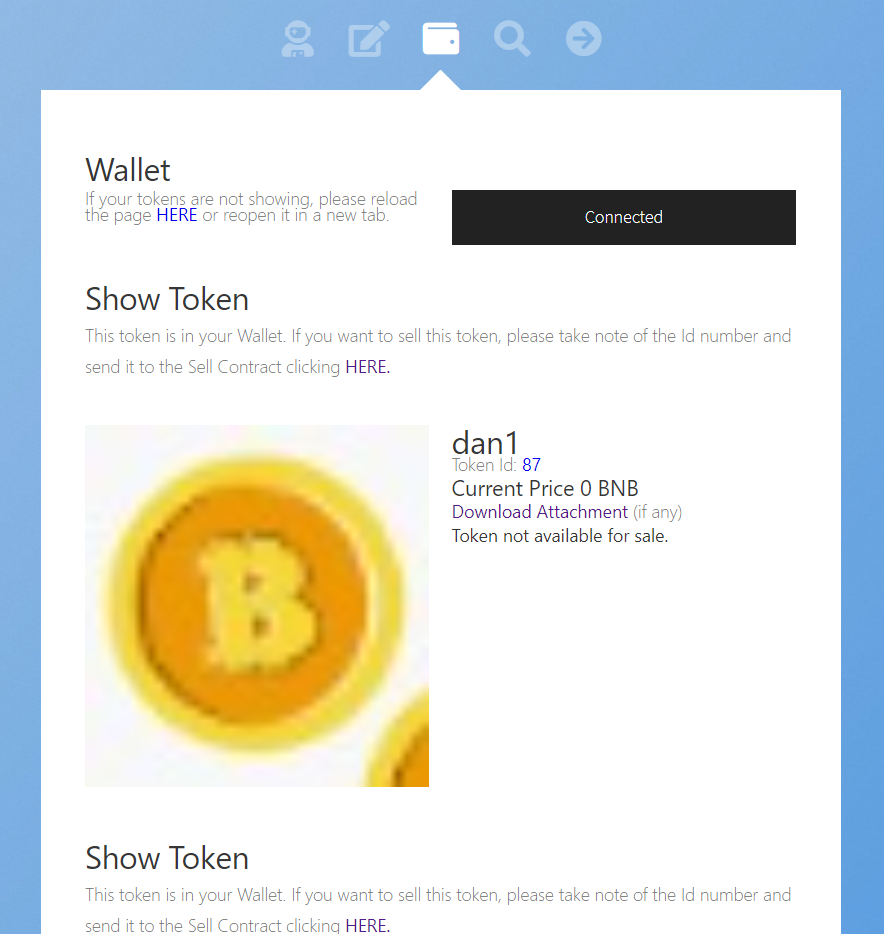 Wallet
If your tokens are not showing, please reload
the page HERE or reopen it in a new tab.
Connected
Show Token
This token is in your Wallet. If you want to sell this token, please take note of the Id number and
send it to the Sell Contract clicking HERE.
B
dan1
Token Id: 87
Current Price 0 BNB
Download Attachment (if any)
Token not available for sale.
Show Token
This token is in your Wallet. If you want to sell this token, please take note of the Id number and
send it to the Sell Contract clicking HERE.